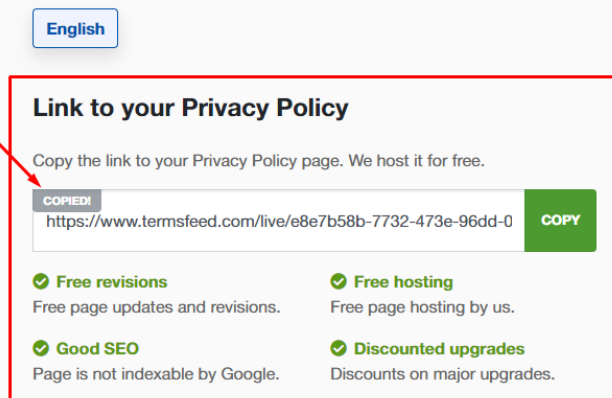 English
Link to your Privacy Policy
Copy the link to your Privacy Policy page. We host it for free.
COPIED!
https://www.termsfeed.com/live/e8e7b58b-7732-473e-96dd-0
COPY
Free revisions
Free page updates and revisions.
Free hosting
Free page hosting by us.
Good SEO
Page is not indexable by Google.
Discounted upgrades
Discounts on major upgrades.